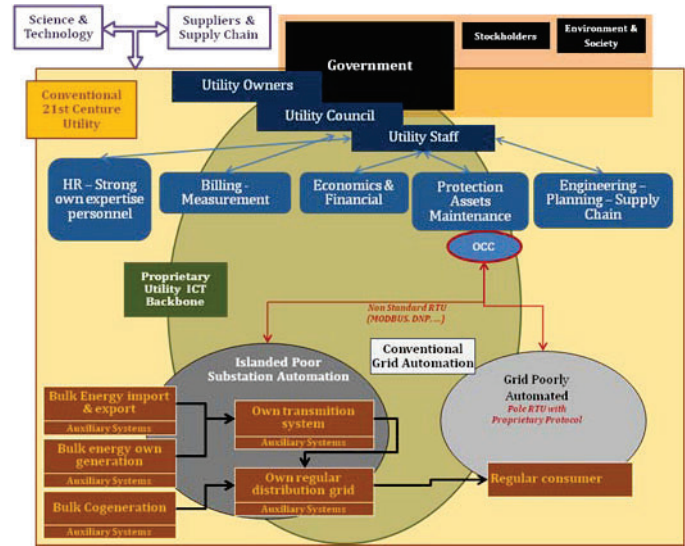 Science &
Technology
Suppliers &
Supply Chain
Government
Stockholders
Environment &
Society
Conventional
21st Centure
Utility
Utility Owners
Utility Council
Utility Staff
HR – Strong
own expertise
personnel
Billing -
Measurement
Economics &
Financial
Protection
Assets
Maintenance
Engineering –
Planning – Supply
Chain
OCC
Proprietary
Utility ICT
Backbone
Non Standard RTU
(MODBUS. DNP. ...)
Islanded Poor
Substation Automation
Conventional
Grid Automation
Grid Poorly
Automated
Pole RTU with
Proprietary Protocol
Bulk Energy import
& export
Auxiliary Systems
Bulk energy own
generation
Auxiliary Systems
Bulk Cogeneration
Auxiliary Systems
Own transmition
system
Auxiliary Systems
Own regular
distribution grid
Auxiliary Systems
Regular consumer